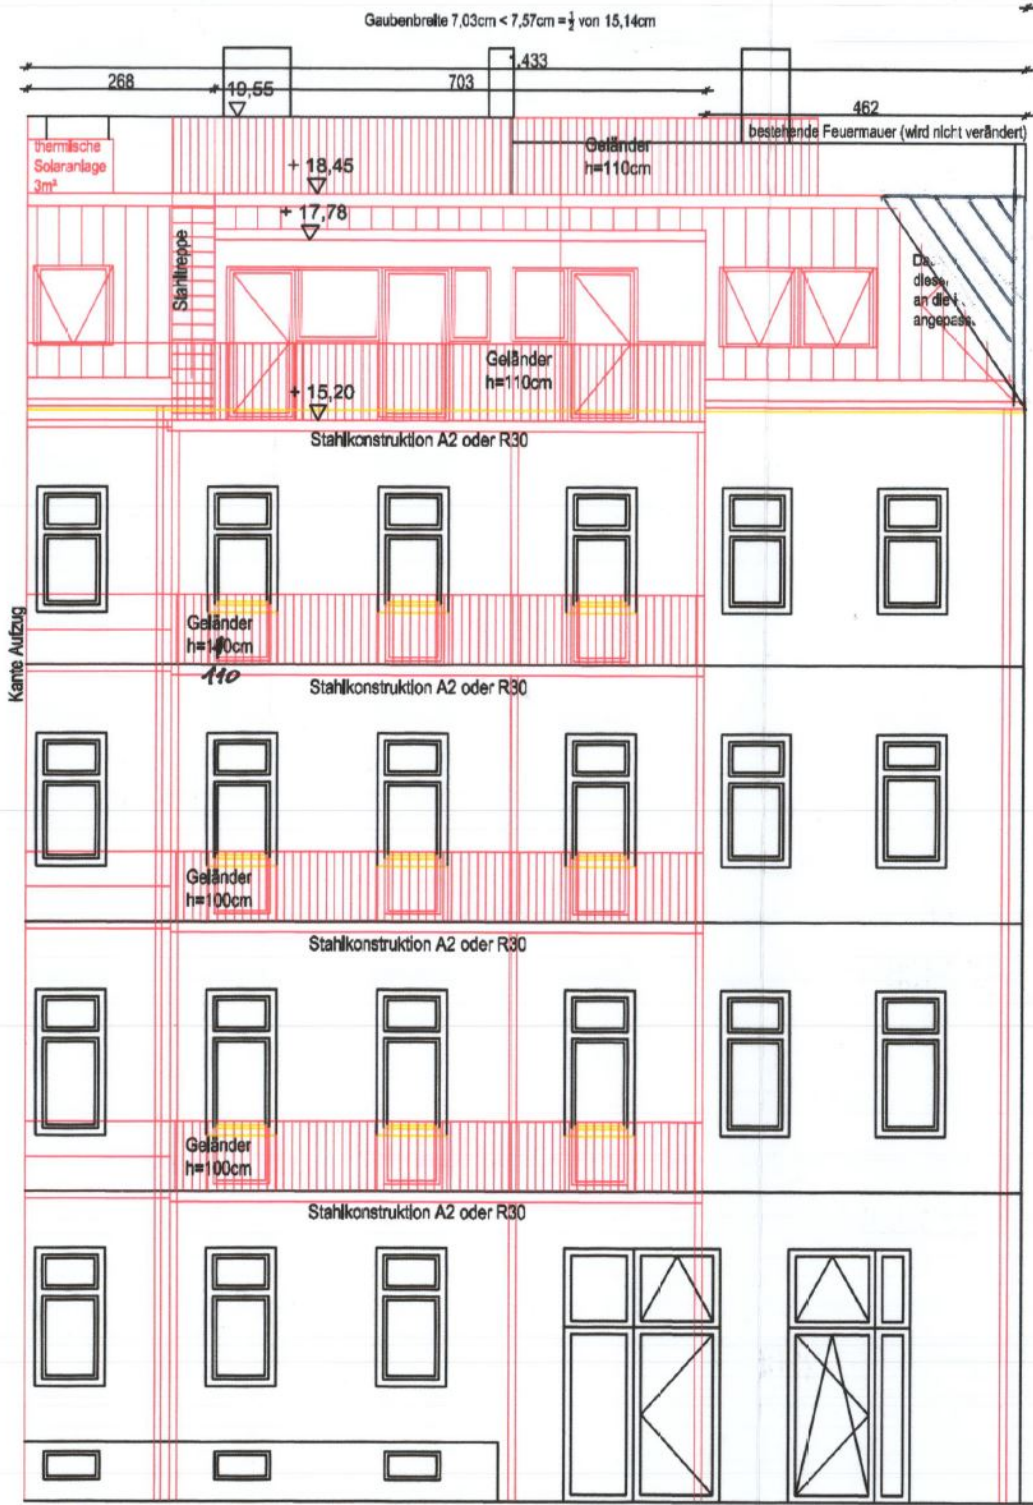 Gaubenbreite 7,03cm < 7,57cm = ½ von 15,14cm
1.433
268
703
19,55
462
bestehende Feuermauer (wird nicht verändert)
thermische
Solaranlage
3m²
Geländer
h=110cm
+ 18,45
+ 17,78
Stahltreppe
an die
Geländer
h=110cm
+ 15,20
Stahlkonstruktion A2 oder R30
Kante Aufzug
Geländer
110
Stahlkonstruktion A2 oder R30
Geländer
h=100cm
Stahlkonstruktion A2 oder R30
Geländer
h=100cm
Stahlkonstruktion A2 oder R30